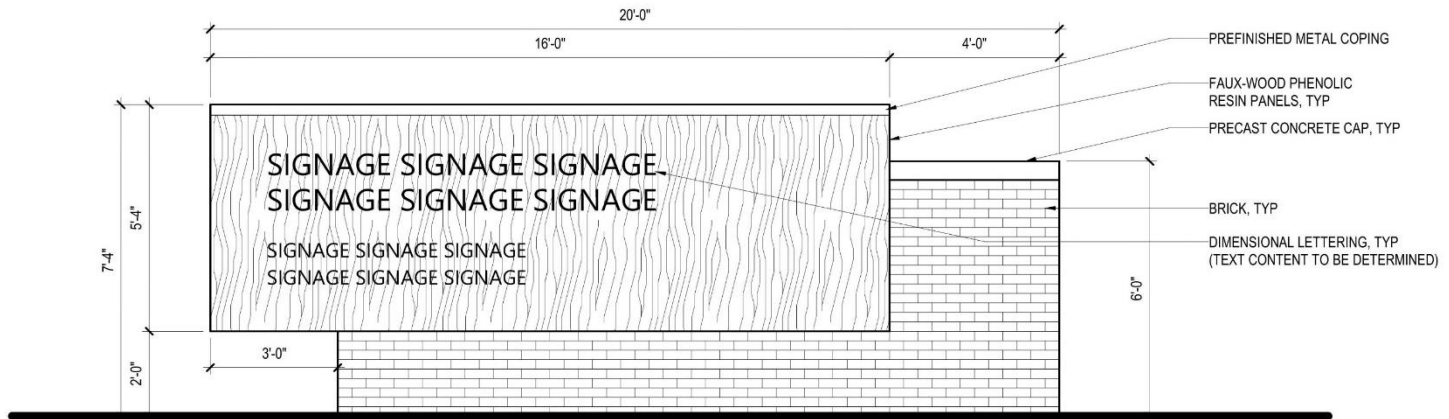 20'-0"
16'-0"
4'-0"
PREFINISHED METAL COPING
FAUX-WOOD PHENOLIC
RESIN PANELS, TYP
PRECAST CONCRETE CAP, TYP
SIGNAGE SIGNAGE SIGNAGE
SIGNAGE SIGNAGE SIGNAGE
SIGNAGE SIGNAGE SIGNAGE
SIGNAGE SIGNAGE SIGNAGE
BRICK, TYP
DIMENSIONAL LETTERING, TYP
(TEXT CONTENT TO BE DETERMINED)
7'-4"
5'-4"
6'-0"
3'-0"
2'-0"